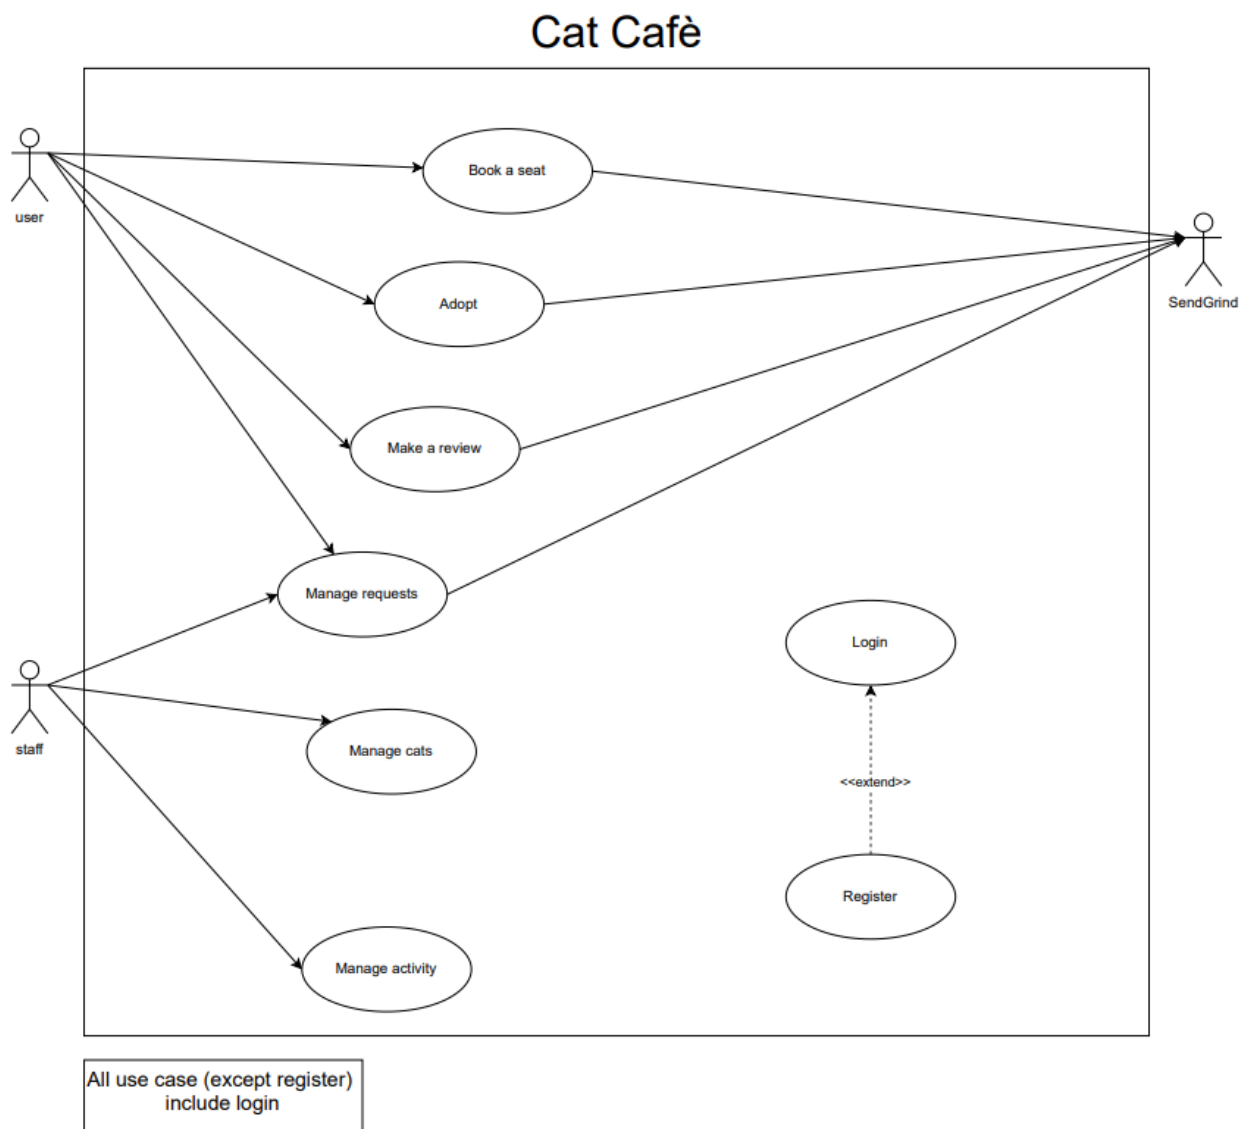 Cat Cafè
Book a seat
user
Adopt
SendGrind
Make a review
Manage requests
Login
staff
Manage cats
<<extend>>
Register
Manage activity
All use case (except register)
include login